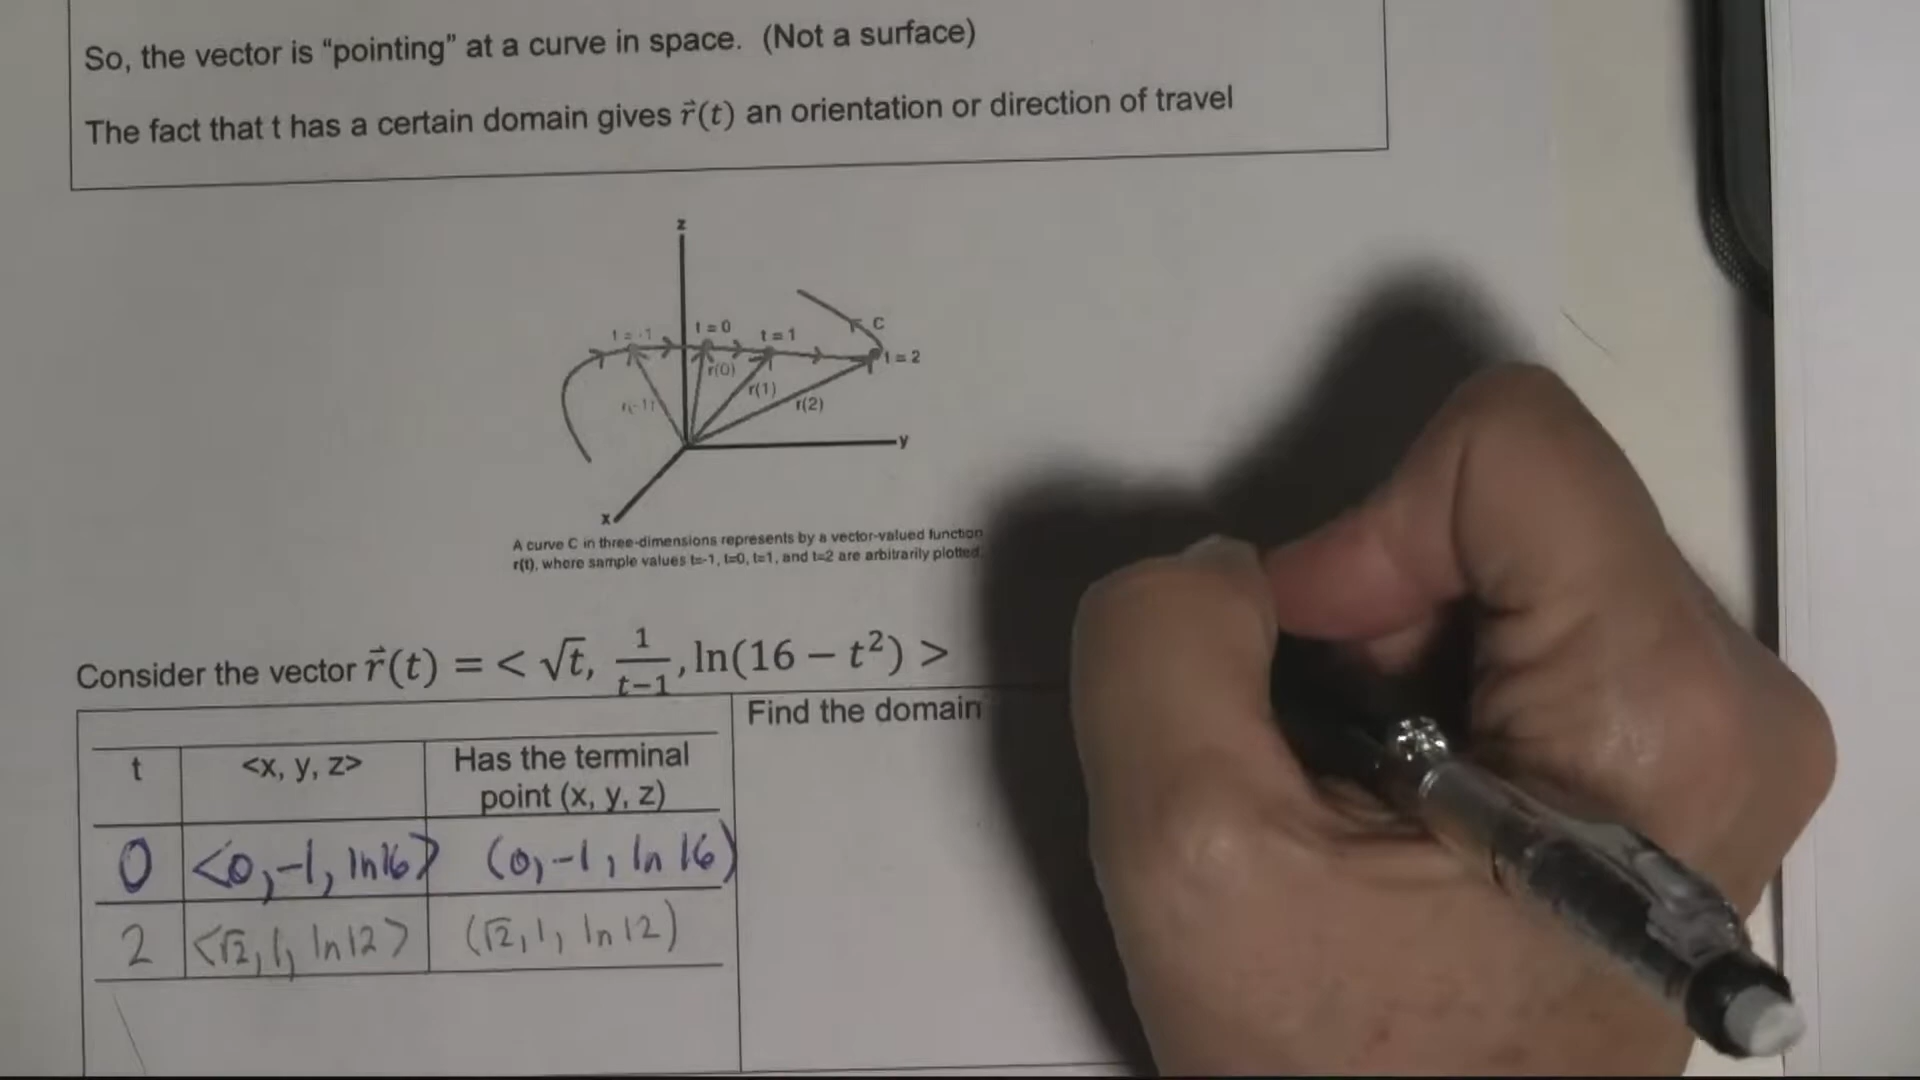 So, the vector is “pointing” at a curve in space. (Not a surface)
The fact that t has a certain domain gives r⃗(t) an orientation or direction of travel
z
t = -1
t = 0
t = 1
C
t = 2
r(-1)
r(0)
r(1)
r(2)
y
x
A curve C in three-dimensions represents by a vector-valued function
r(t), where sample values t=-1, t=0, t=1, and t=2 are arbitrarily plotted.
Consider the vector r⃗(t) = < √t, 1/(t−1), ln(16 − t²) >
Find the domain
t <x, y, z> Has the terminal
point (x, y, z)
0 <0,-1, ln16> (0,-1, ln 16)
2 <√2, 1, ln12> (√2, 1, ln 12)